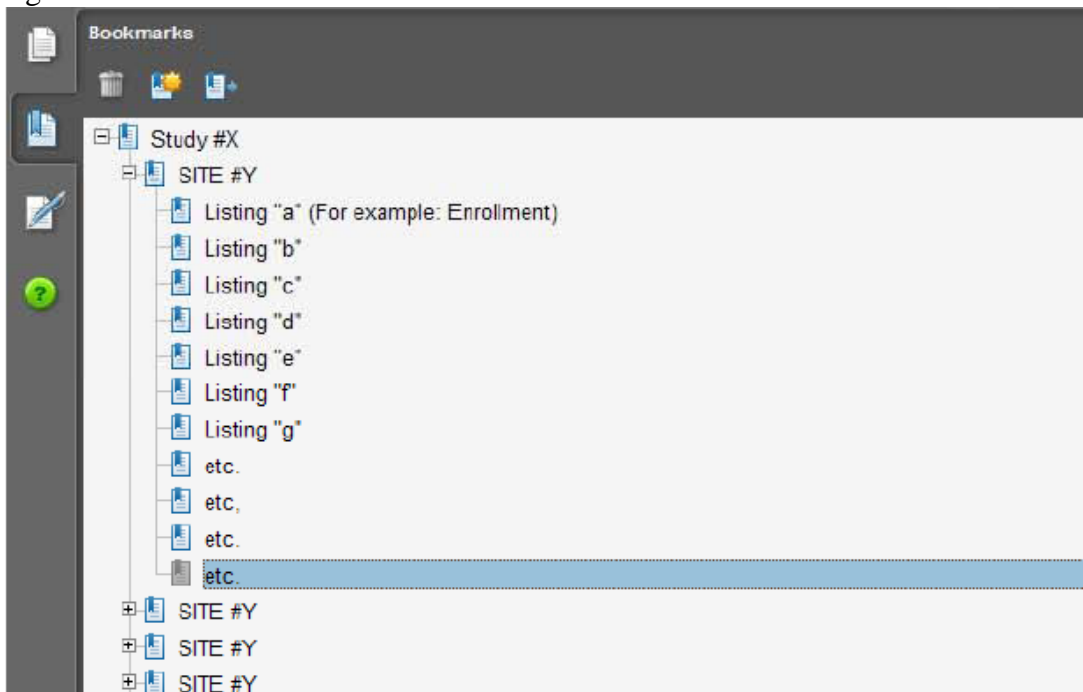 Bookmarks
Study #X
SITE #Y
Listing "a" (For example: Enrollment)
Listing "b"
Listing "c"
Listing "d"
Listing "e"
Listing "f"
Listing "g"
etc.
etc,
etc.
etc.
SITE #Y
SITE #Y
SITE #Y